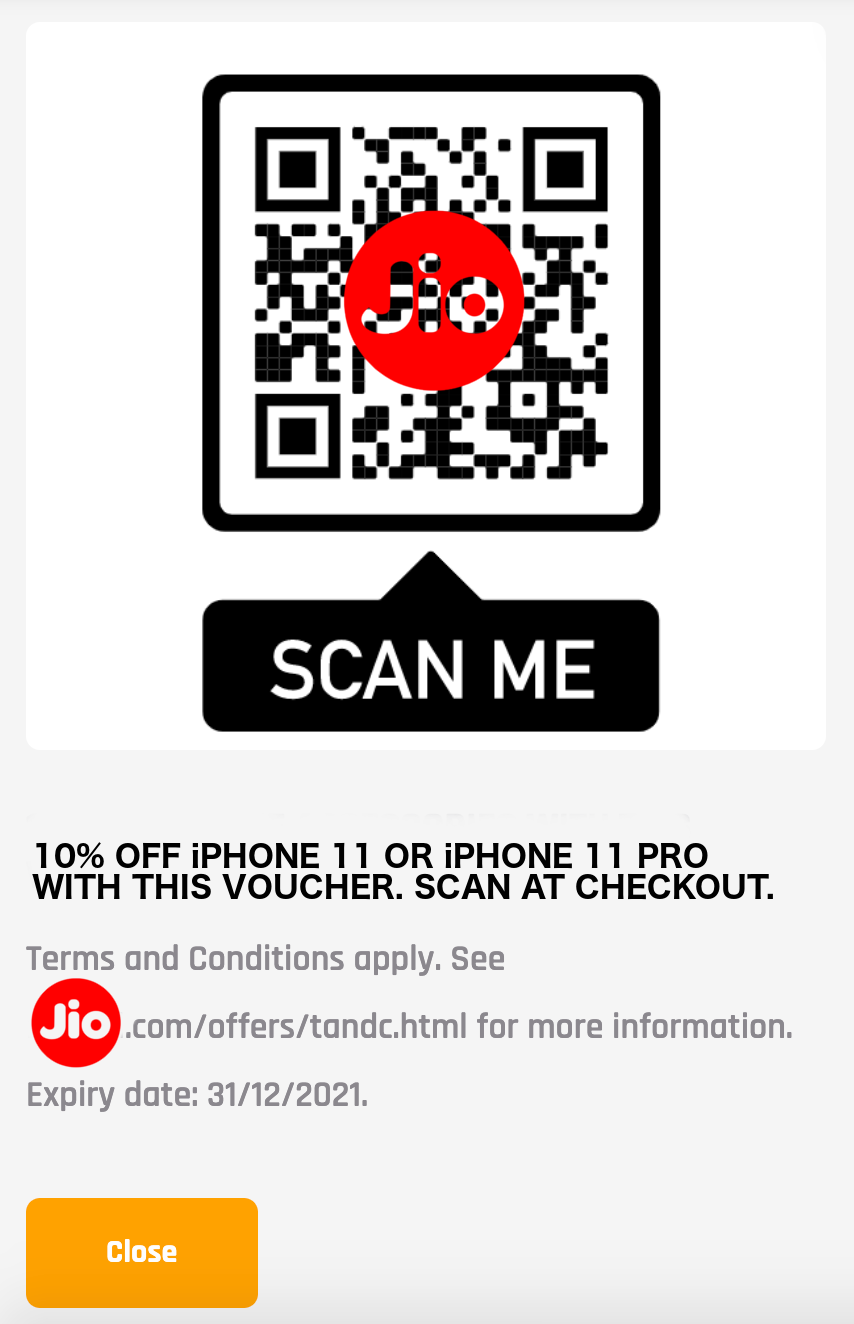 Jio
SCAN ME
10% OFF iPHONE 11 OR iPHONE 11 PRO
WITH THIS VOUCHER. SCAN AT CHECKOUT.
Terms and Conditions apply. See
Jio .com/offers/tandc.html for more information.
Expiry date: 31/12/2021.
Close